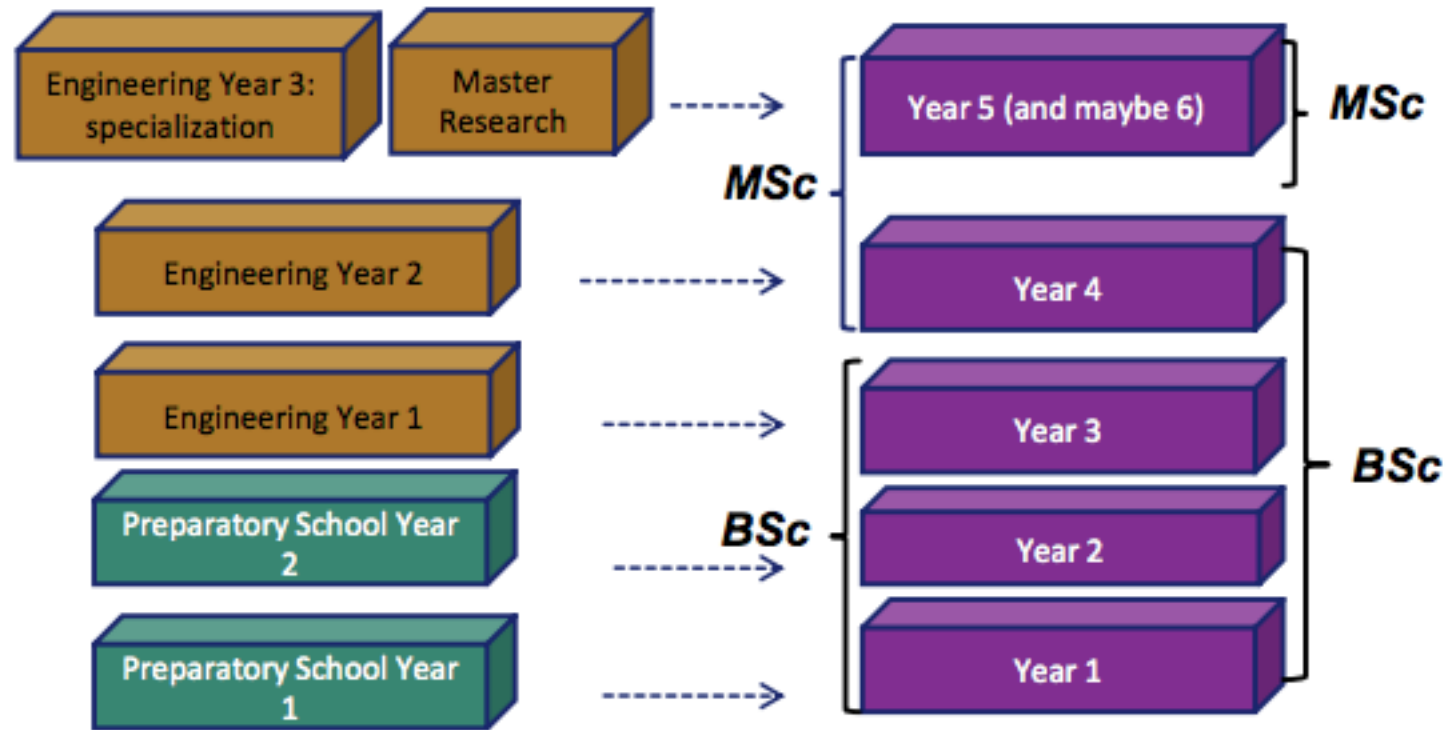 Engineering Year 3:
specialization
Master
Research
Year 5 (and maybe 6)
MSc
MSc
Engineering Year 2
Year 4
Engineering Year 1
Year 3
BSc
Preparatory School Year
2
BSc
Year 2
Preparatory School Year
1
Year 1